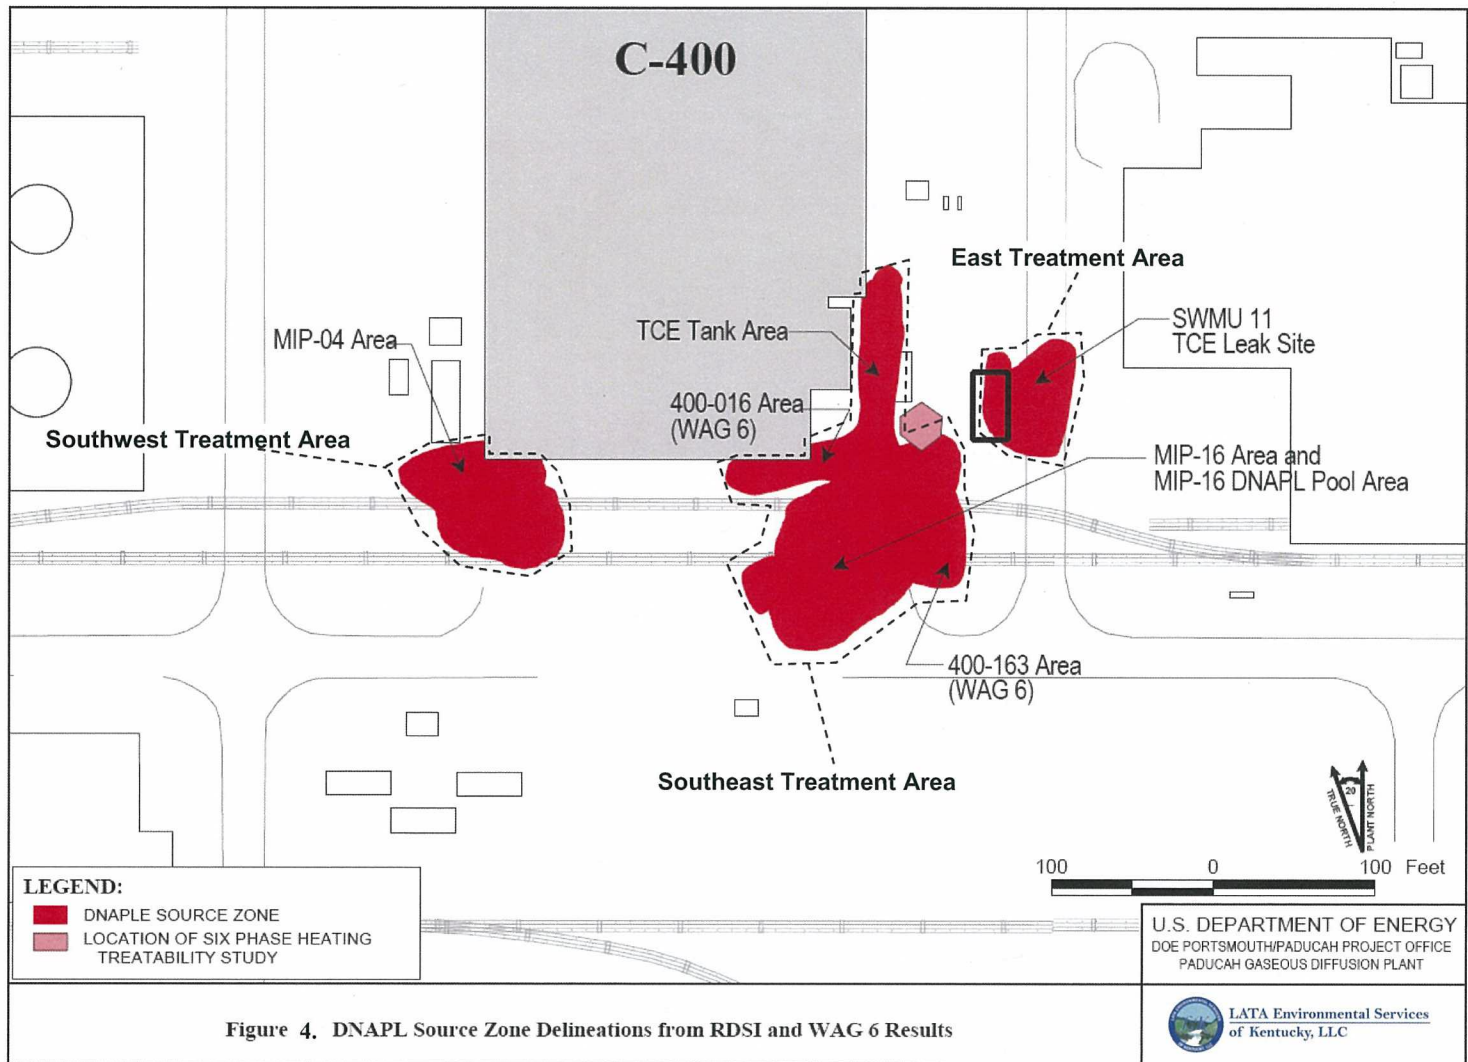 C-400
East Treatment Area
SWMU 11
TCE Leak Site
TCE Tank Area
MIP-04 Area
400-016 Area
(WAG 6)
Southwest Treatment Area
MIP-16 Area and
MIP-16 DNAPL Pool Area
400-163 Area
(WAG 6)
Southeast Treatment Area
20
TRUE NORTH
PLANT NORTH
100 0 100 Feet
LEGEND:
DNAPLE SOURCE ZONE
LOCATION OF SIX PHASE HEATING
TREATABILITY STUDY
U.S. DEPARTMENT OF ENERGY
DOE PORTSMOUTH/PADUCAH PROJECT OFFICE
PADUCAH GASEOUS DIFFUSION PLANT
Figure 4. DNAPL Source Zone Delineations from RDSI and WAG 6 Results
LATA Environmental Services
of Kentucky, LLC